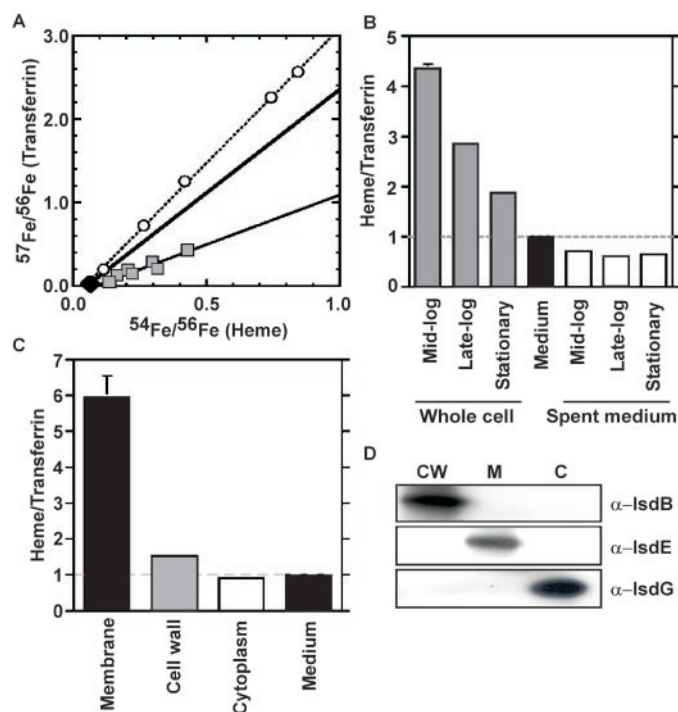 A
3.0
2.0
1.0
0.0
57Fe/56Fe (Transferrin)
0.0 0.5 1.0
54Fe/56Fe (Heme)
B
5
4
3
2
1
0
Heme/Transferrin
Mid-log
Late-log
Stationary
Medium
Mid-log
Late-log
Stationary
Whole cell Spent medium
C
7
6
5
4
3
2
1
0
Heme/Transferrin
Membrane
Cell wall
Cytoplasm
Medium
D
CW M C
α–IsdB
α–IsdE
α–IsdG